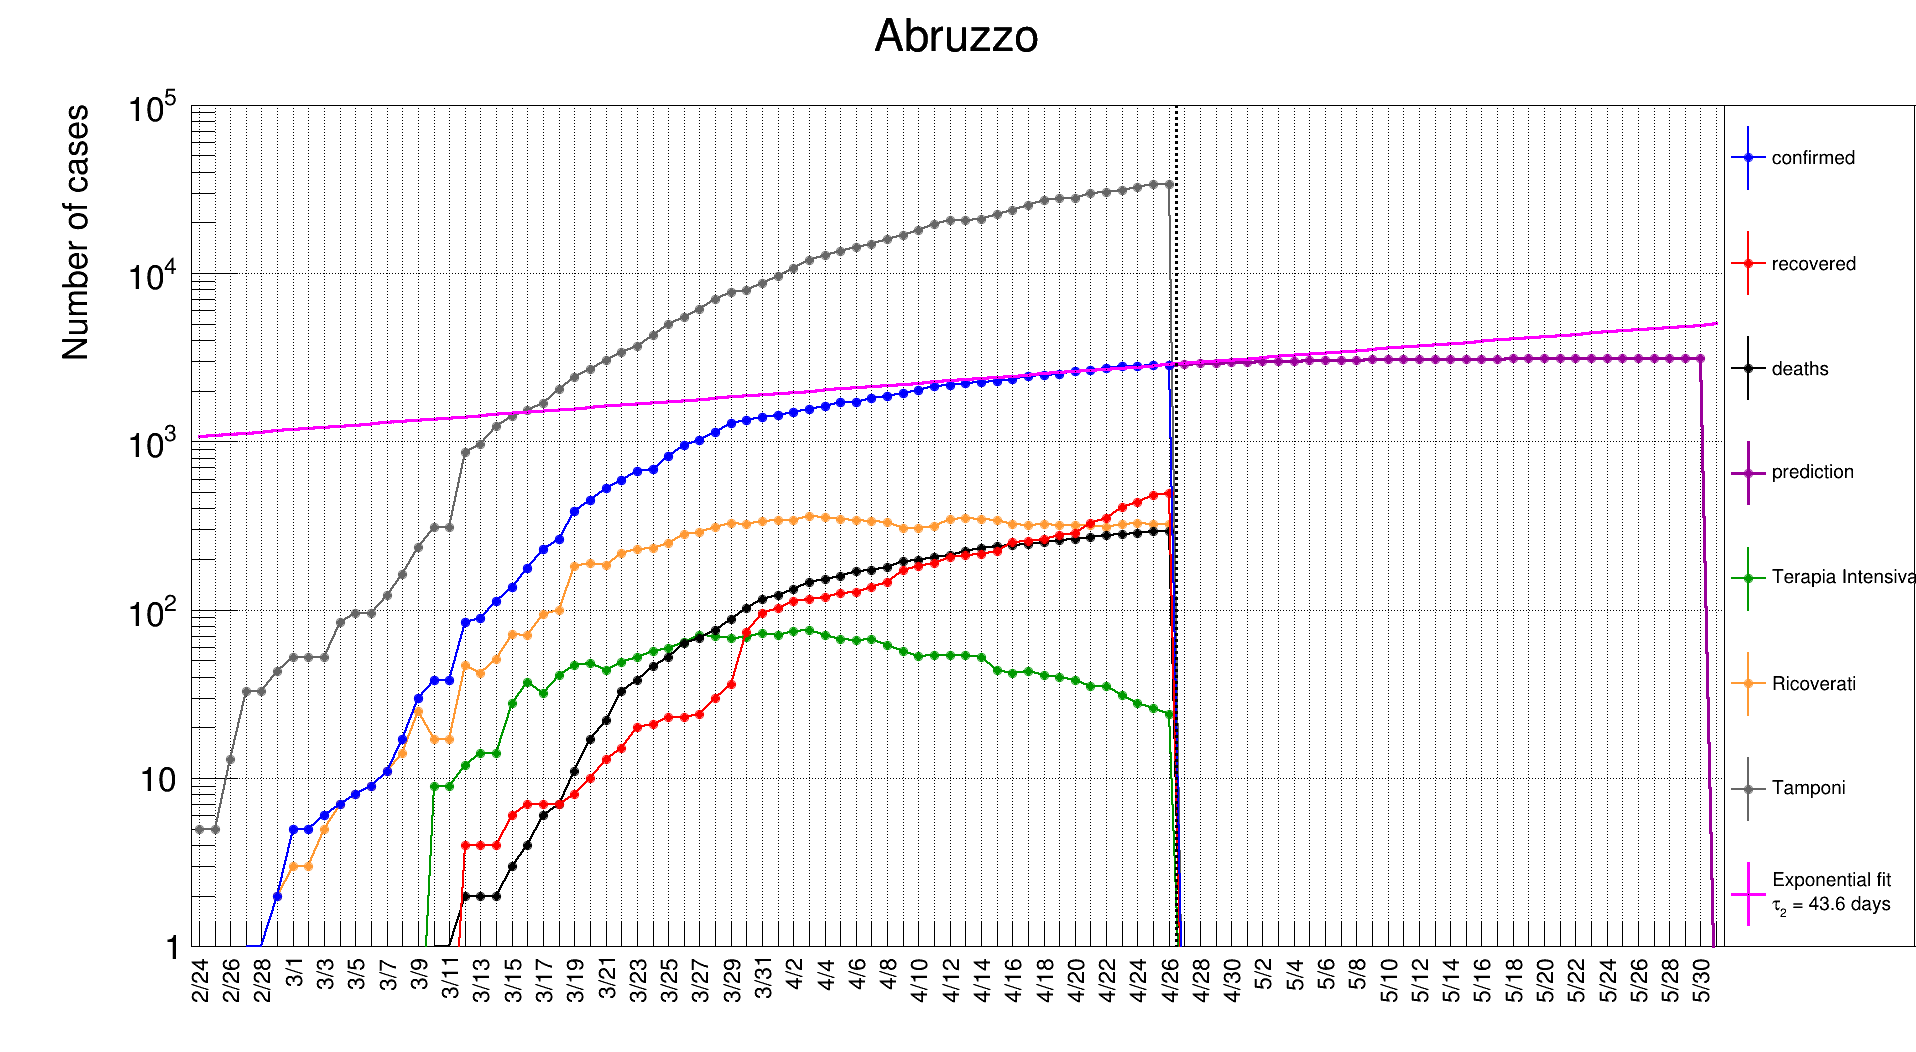 Abruzzo
Number of cases
10^5
10^4
10^3
10^2
10
1
2/24 2/26 2/28 3/1 3/3 3/5 3/7 3/9 3/11 3/13 3/15 3/17 3/19 3/21 3/23 3/25 3/27 3/29 3/31 4/2 4/4 4/6 4/8 4/10 4/12 4/14 4/16 4/18 4/20 4/22 4/24 4/26 4/28 4/30 5/2 5/4 5/6 5/8 5/10 5/12 5/14 5/16 5/18 5/20 5/22 5/24 5/26 5/28 5/30
confirmed
recovered
deaths
prediction
Terapia Intensiva
Ricoverati
Tamponi
Exponential fit
τ₂ = 43.6 days